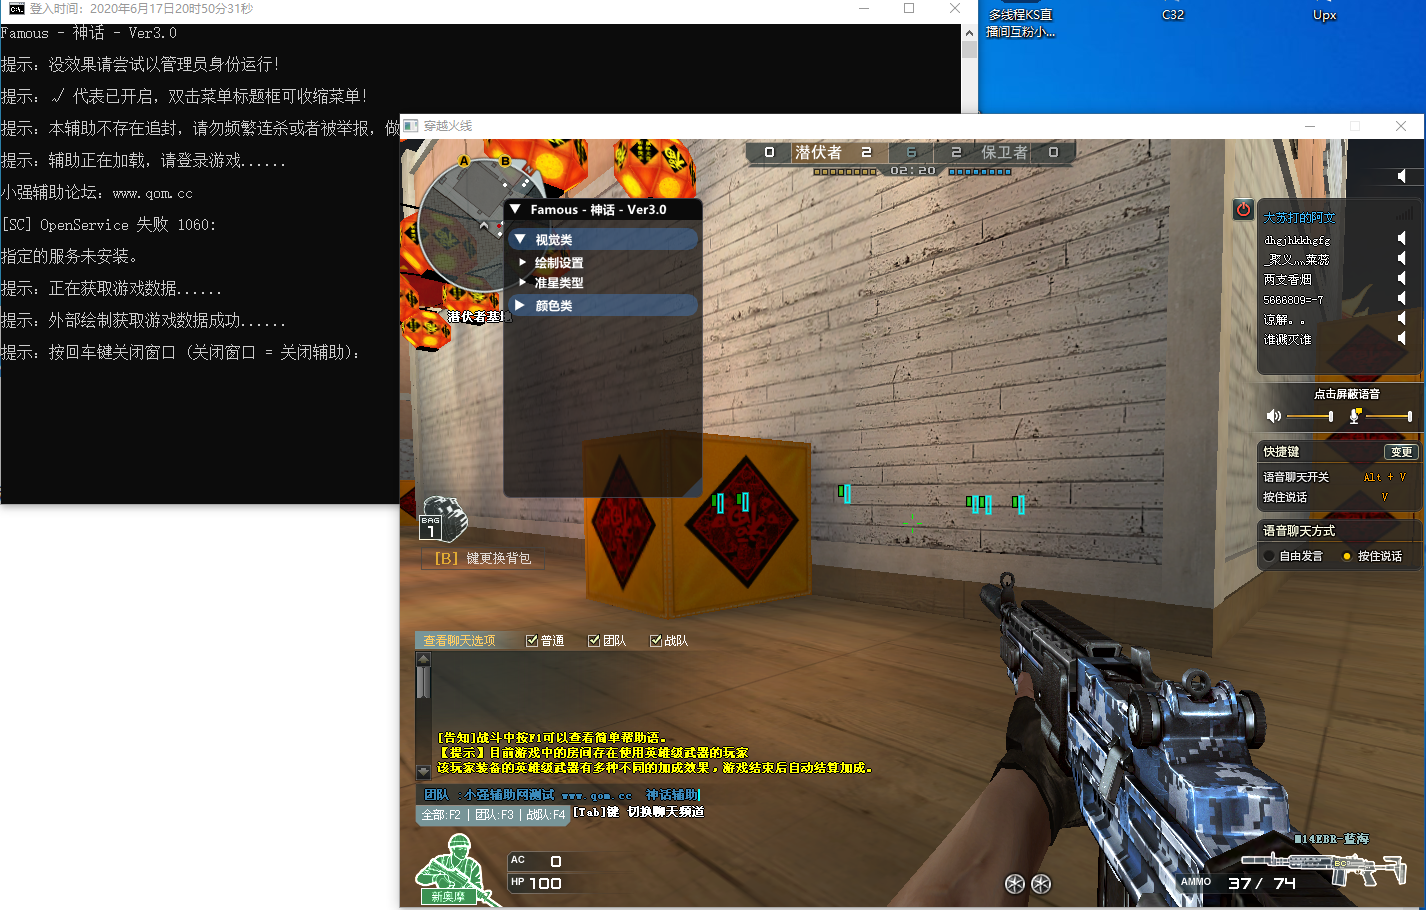 登入时间：2020年6月17日20时50分31秒
Famous - 神话 - Ver3.0
提示：没效果请尝试以管理员身份运行！
提示：√ 代表已开启，双击菜单标题框可收缩菜单！
提示：本辅助不存在追封，请勿频繁连杀或者被举报，做
提示：辅助正在加载，请登录游戏......
小强辅助论坛：www.qom.cc
[SC] OpenService 失败 1060:
指定的服务未安装。
提示：正在获取游戏数据......
提示：外部绘制获取游戏数据成功......
提示：按回车键关闭窗口 (关闭窗口 = 关闭辅助)：
多线程KS直
播间互粉小...
C32
Upx
穿越火线
0 潜伏者 2 6 2 保卫者 0
02:20
A B
N
潜伏者基地
Famous - 神话 - Ver3.0
视觉类
绘制设置
准星类型
颜色类
大苏打的阿文
dhgjhkkhgfg
_聚义灬菜蕊
两支香烟
5666809=-7
谅解。。
谁溅灭谁
点击屏蔽语音
快捷键 变更
语音聊天开关 Alt + V
按住说话 V
语音聊天方式
自由发言 按住说话
BAG
1
[B] 键更换背包
查看聊天选项 普通 团队 战队
[告知]战斗中按F1可以查看简单帮助语。
【提示】目前游戏中的房间存在使用英雄级武器的玩家
该玩家装备的英雄级武器有多种不同的加成效果，游戏结束后自动结算加成。
团队 :小强辅助网测试 www.qom.cc 神话辅助
全部:F2 | 团队:F3 | 战队:F4 [Tab]键 切换聊天频道
新奥摩
AC 0
HP 100
M14EBR-蓝海
AMMO 37 / 74